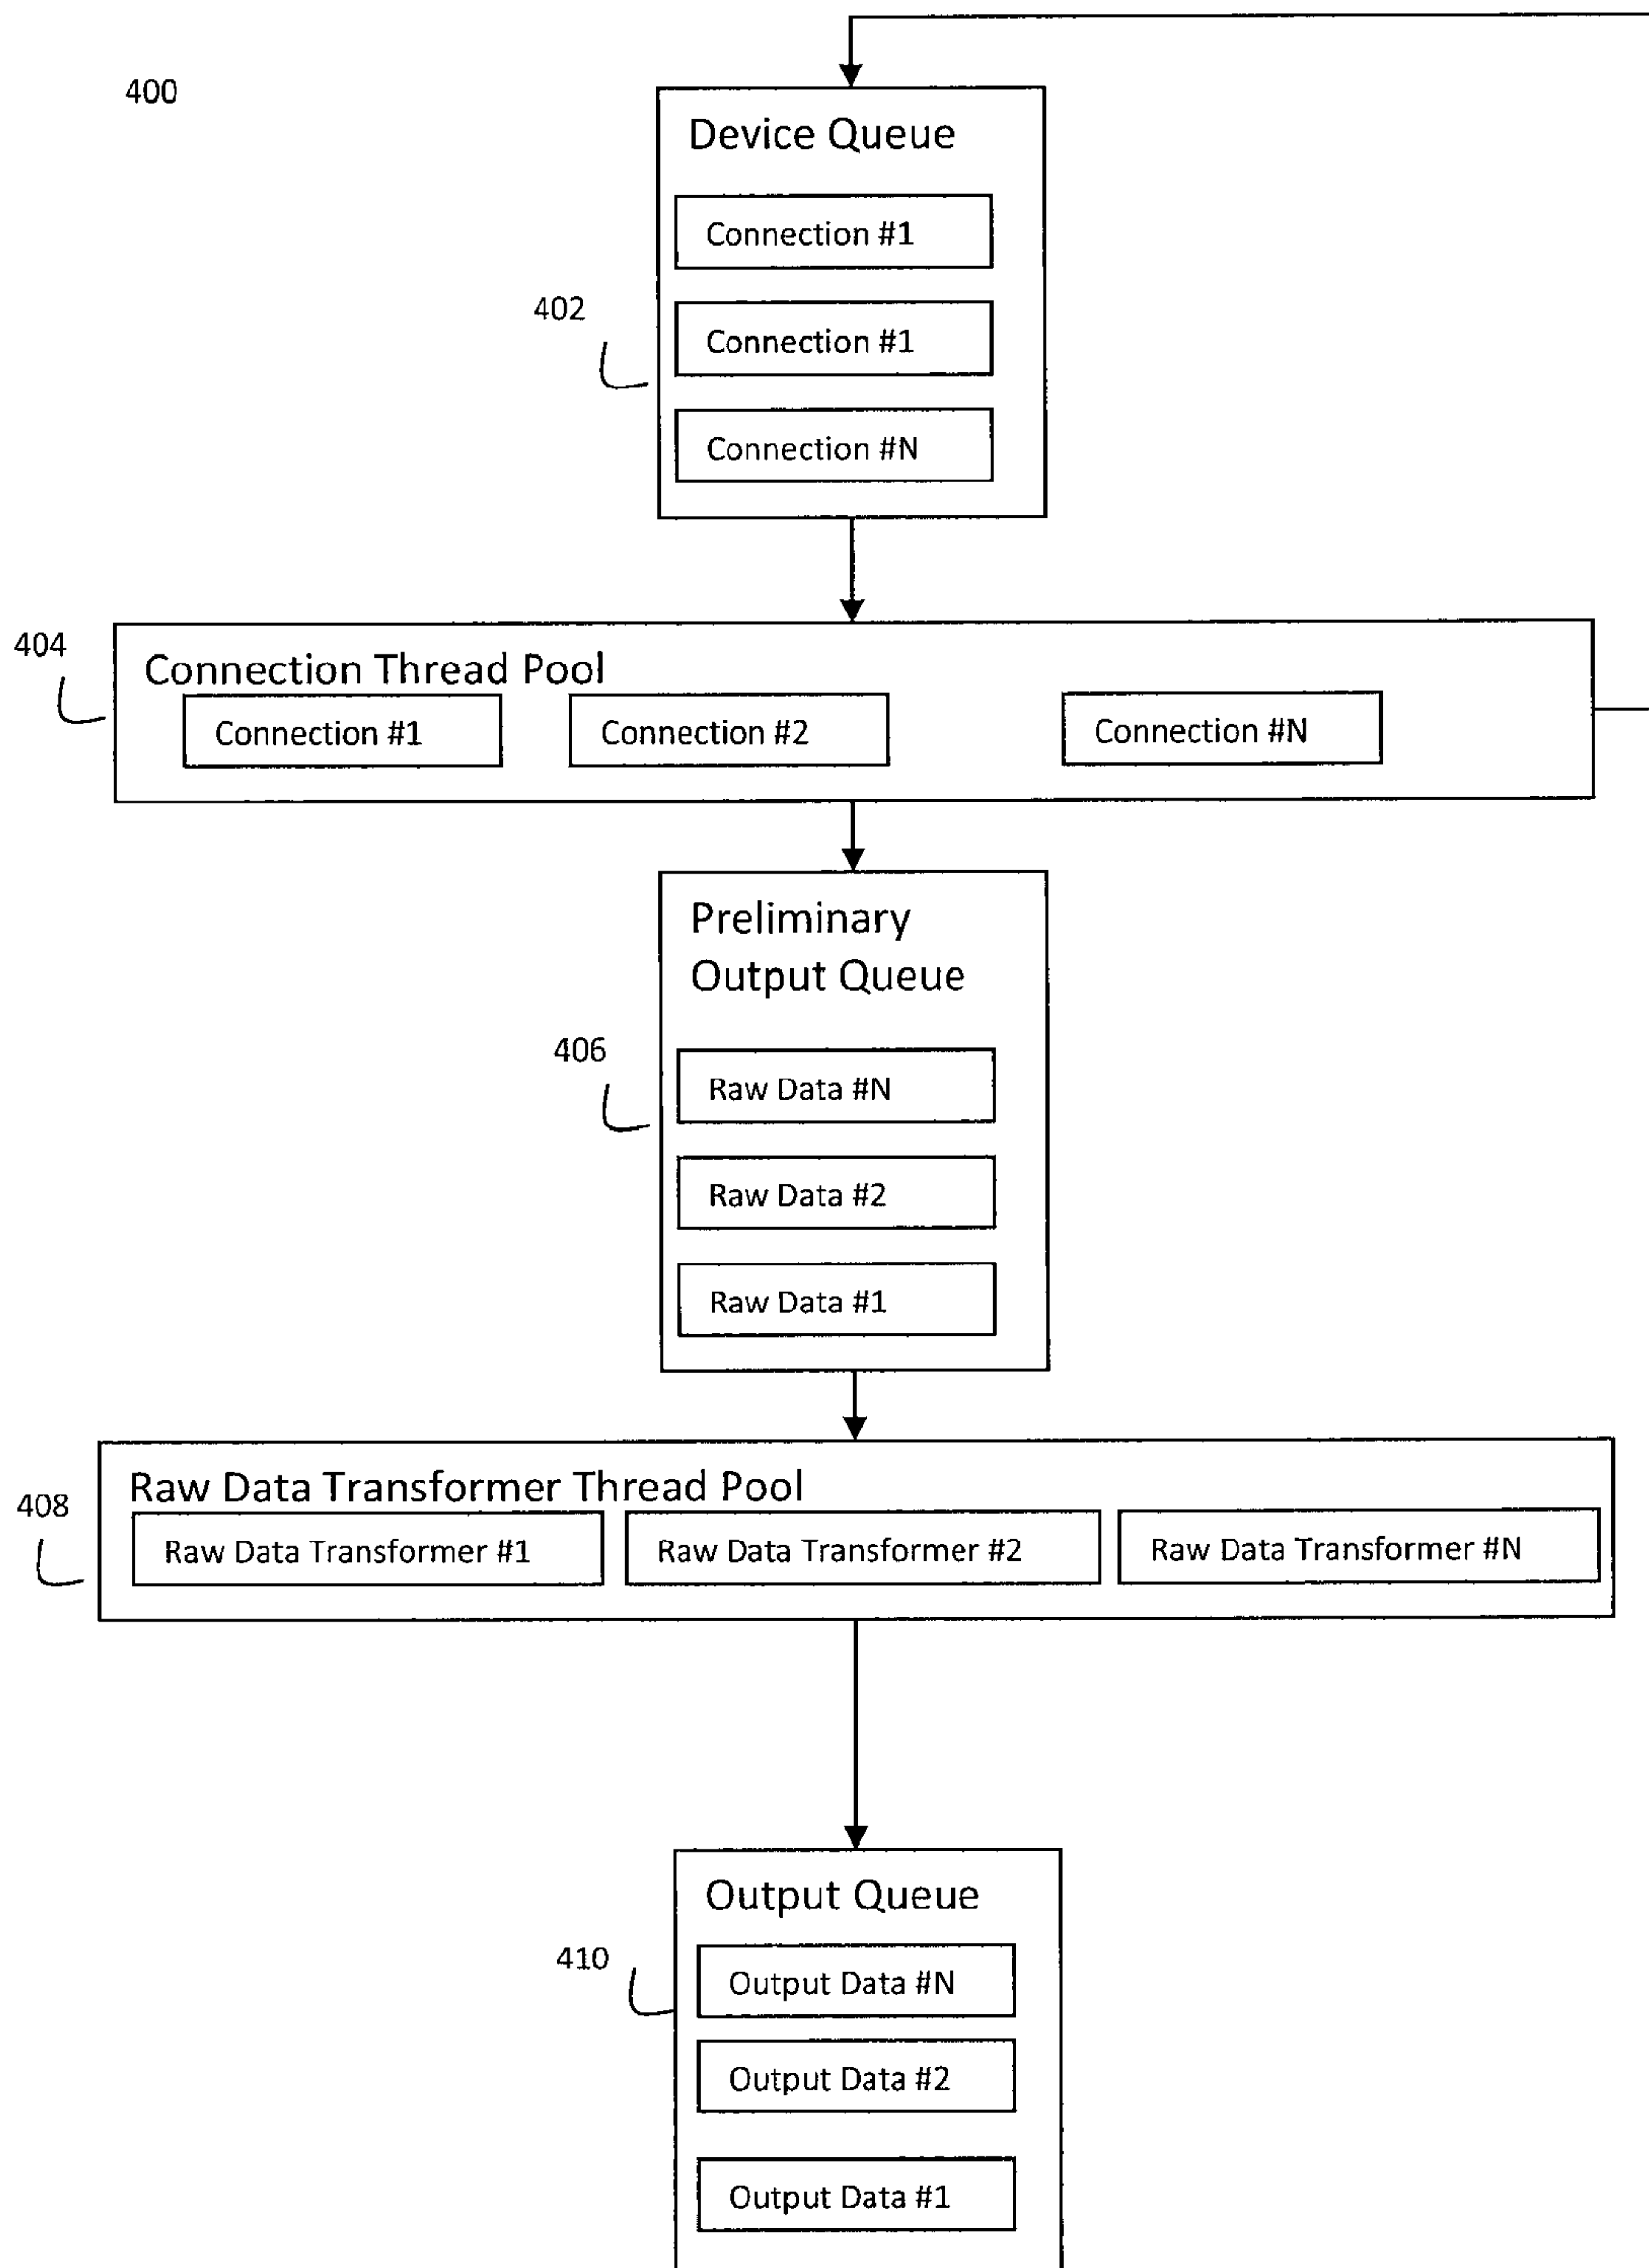 400
Device Queue
Connection #1
402
Connection #1
Connection #N
404
Connection Thread Pool
Connection #1
Connection #2
Connection #N
Preliminary
Output Queue
406
Raw Data #N
Raw Data #2
Raw Data #1
408
Raw Data Transformer Thread Pool
Raw Data Transformer #1
Raw Data Transformer #2
Raw Data Transformer #N
Output Queue
410
Output Data #N
Output Data #2
Output Data #1